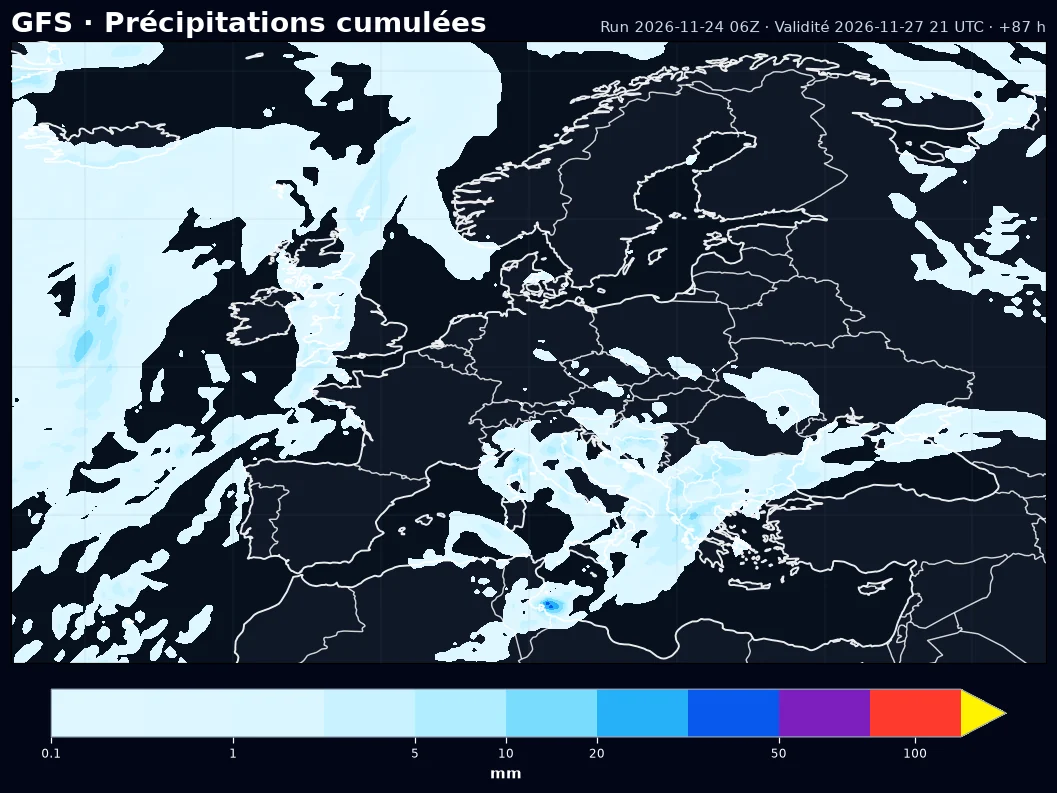 GFS · Précipitations cumulées
Run 2026-11-24 06Z · Validité 2026-11-27 21 UTC · +87 h
0.1 1 5 10 20 50 100
mm